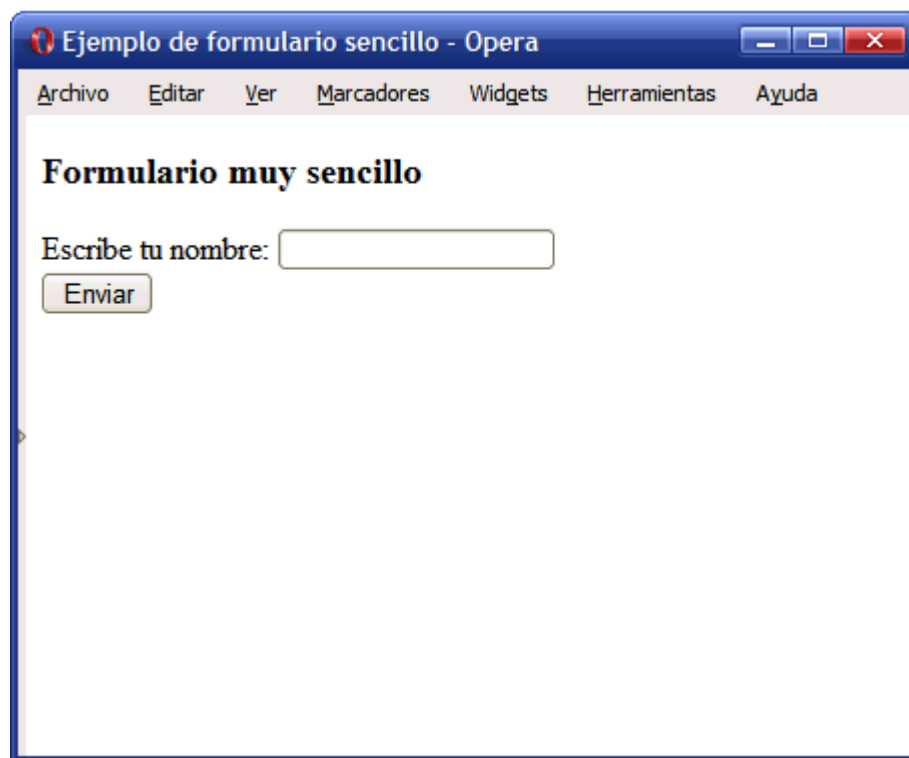 Ejemplo de formulario sencillo - Opera
Archivo Editar Ver Marcadores Widgets Herramientas Ayuda
Formulario muy sencillo
Escribe tu nombre:
Enviar